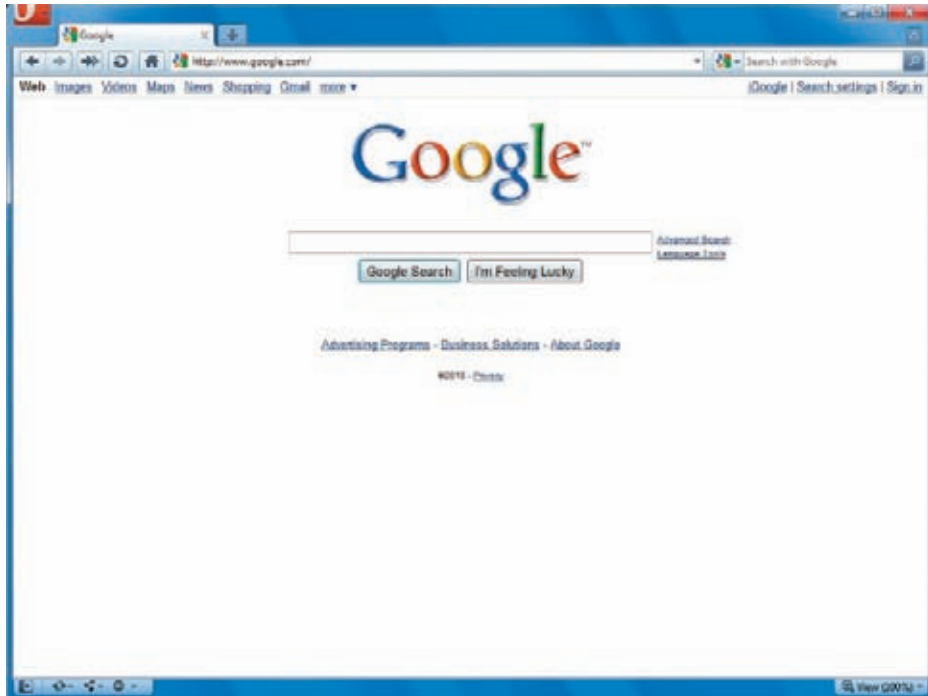 Google
http://www.google.com/
Search with Google
Web Images Videos Maps News Shopping Gmail more ▼
iGoogle | Search settings | Sign in
Google™
Advanced Search
Language Tools
Google Search
I'm Feeling Lucky
Advertising Programs - Business Solutions - About Google
©2010 - Privacy
View (100%)